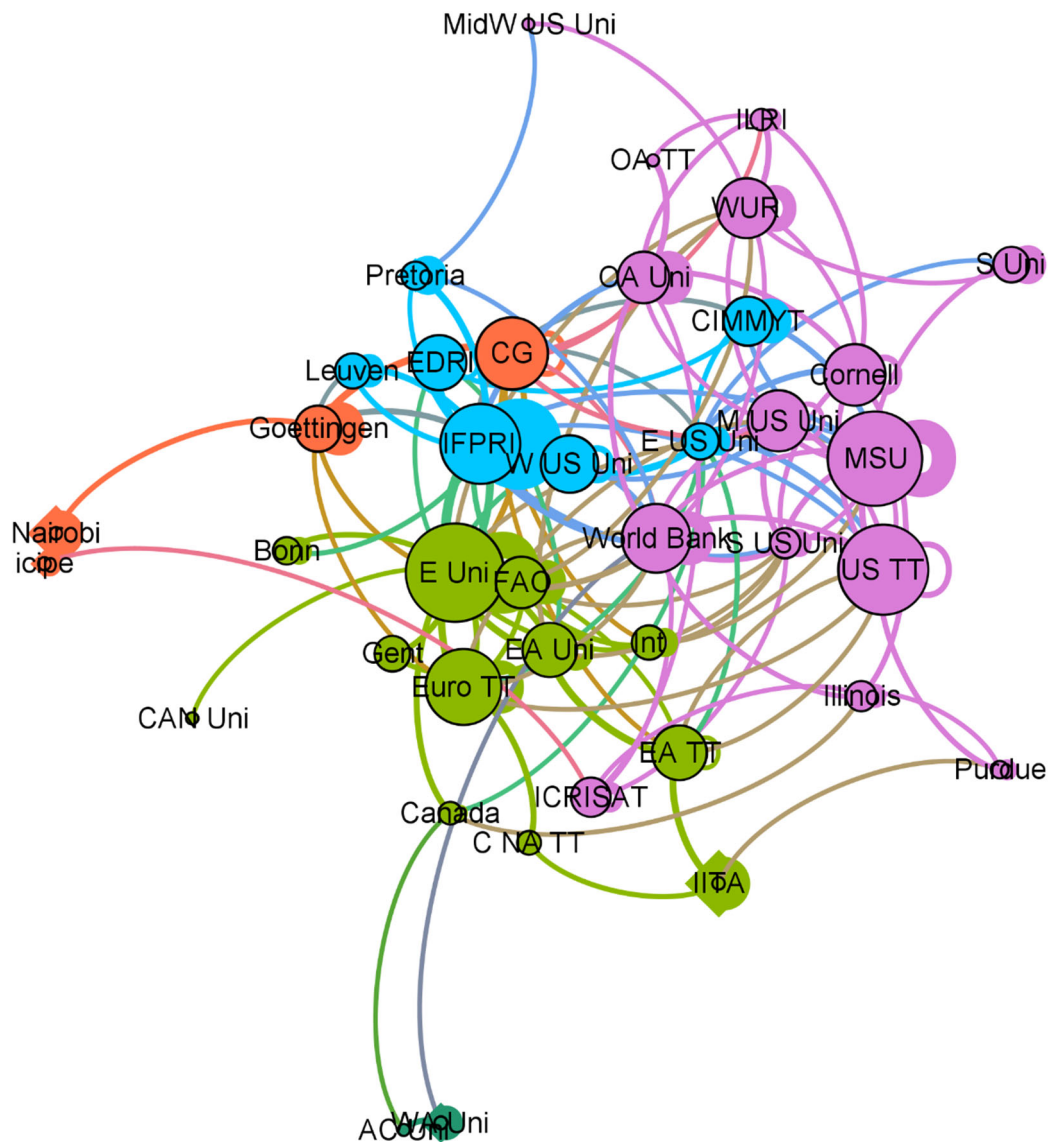 MidW US Uni
ILRI
OA TT
WUR
S Uni
Pretoria
OA Uni
CIMMYT
CG
EDRI
Leuven
Cornell
Goettingen
M US Uni
IFPRI
E US Uni
W US Uni
MSU
Nairobi
icipe
Bonn
World Bank
S US Uni
US TT
E Uni
FAO
Gent
EA Uni
Int
Euro TT
Illinois
CAN Uni
EA TT
Purdue
ICRISAT
Canada
C NA TT
IITA
AC Uni
WA Uni